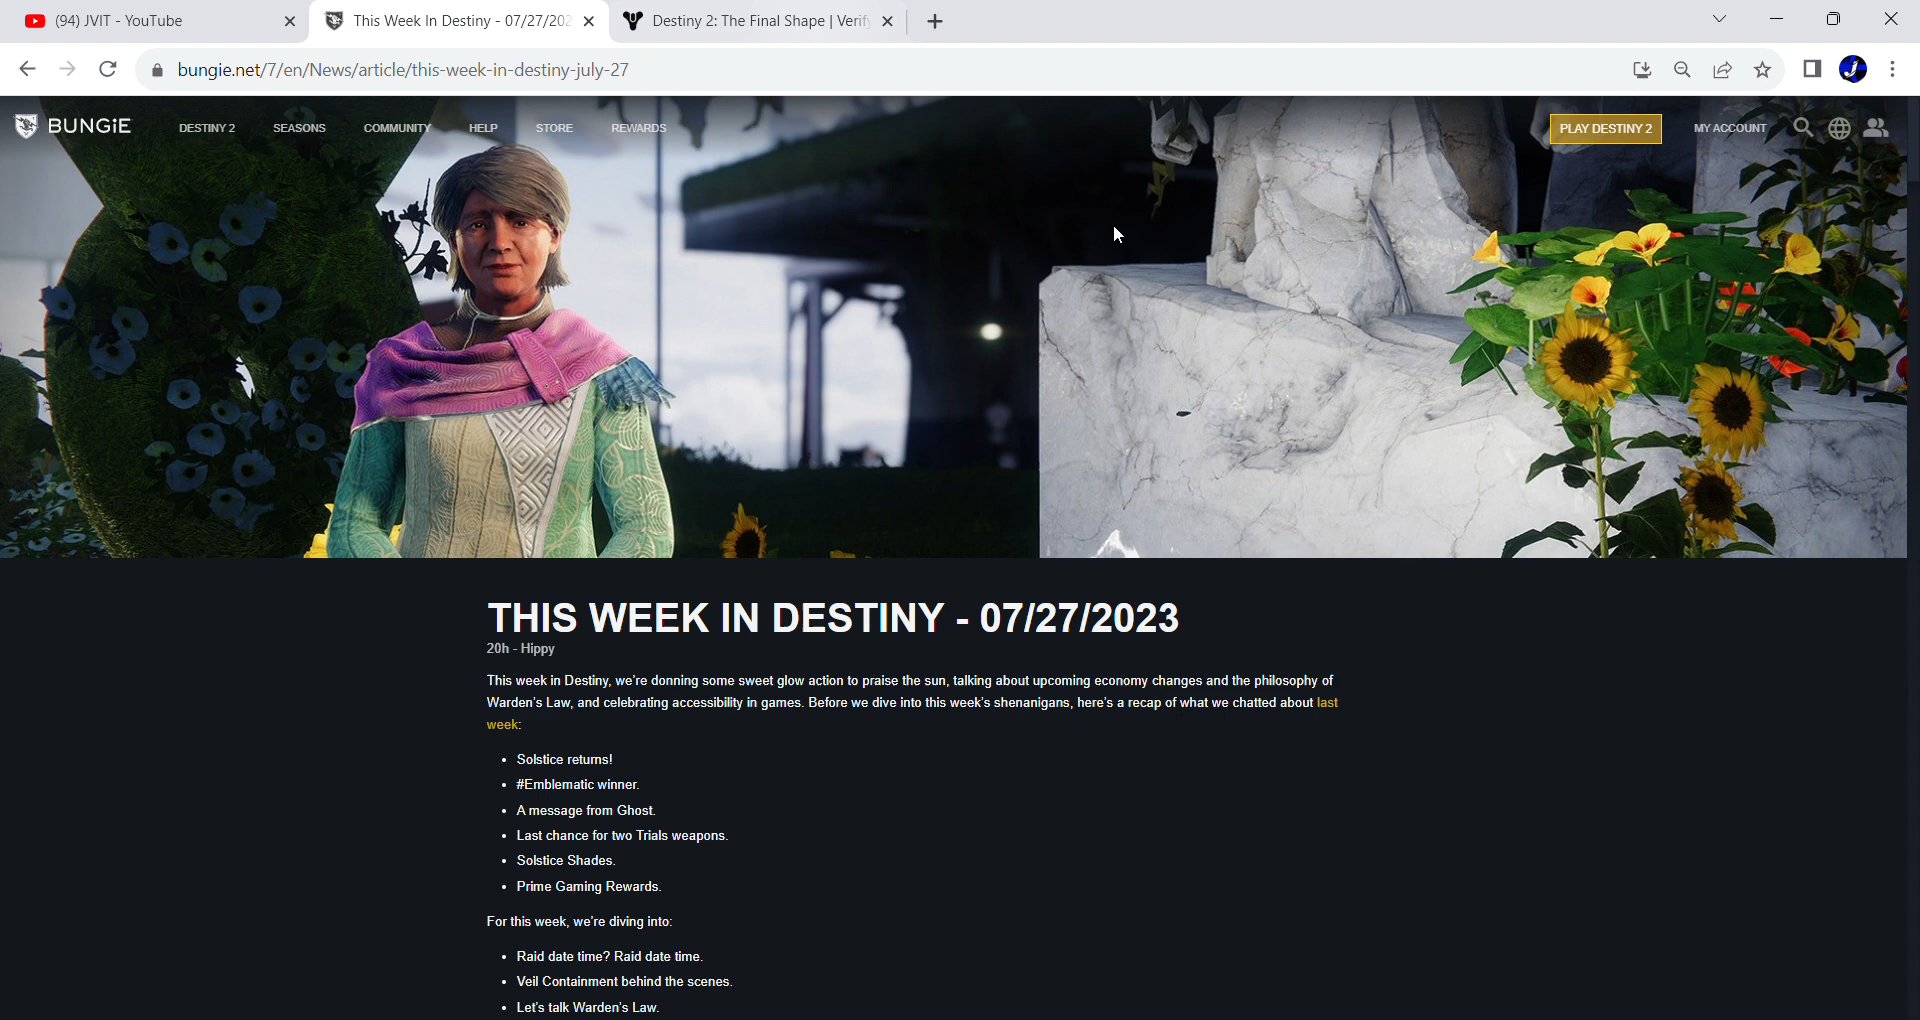 (94) JVIT - YouTube
This Week In Destiny - 07/27/202
Destiny 2: The Final Shape | Verif
bungie.net/7/en/News/article/this-week-in-destiny-july-27
BUNGiE DESTINY 2 SEASONS COMMUNITY HELP STORE REWARDS PLAY DESTINY 2 MY ACCOUNT
THIS WEEK IN DESTINY - 07/27/2023
20h - Hippy
This week in Destiny, we're donning some sweet glow action to praise the sun, talking about upcoming economy changes and the philosophy of
Warden's Law, and celebrating accessibility in games. Before we dive into this week's shenanigans, here's a recap of what we chatted about last
week:
• Solstice returns!
• #Emblematic winner.
• A message from Ghost.
• Last chance for two Trials weapons.
• Solstice Shades.
• Prime Gaming Rewards.
For this week, we're diving into:
• Raid date time? Raid date time.
• Veil Containment behind the scenes.
• Let's talk Warden's Law.